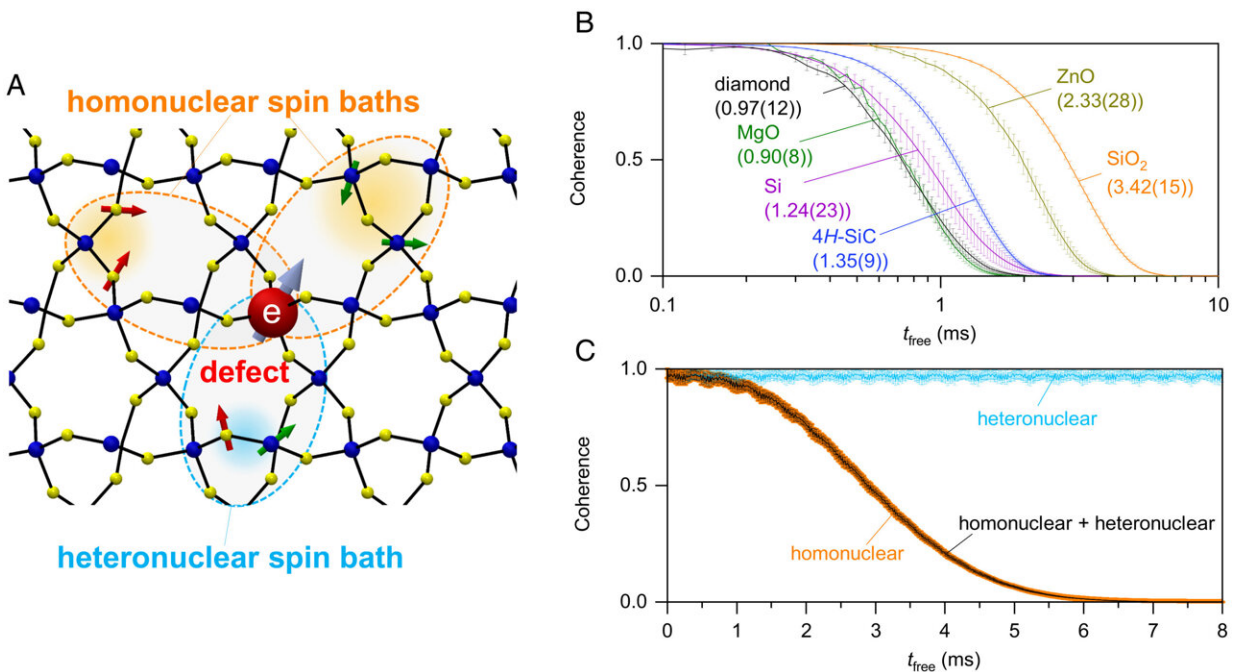 A
homonuclear spin baths
e
defect
heteronuclear spin bath
B
Coherence
1.0
0.5
0.0
diamond
(0.97(12))
MgO
(0.90(8))
Si
(1.24(23))
4H-SiC
(1.35(9))
ZnO
(2.33(28))
SiO₂
(3.42(15))
0.1
1
10
t_free (ms)
C
Coherence
1.0
0.5
0.0
heteronuclear
homonuclear + heteronuclear
homonuclear
0 1 2 3 4 5 6 7 8
t_free (ms)